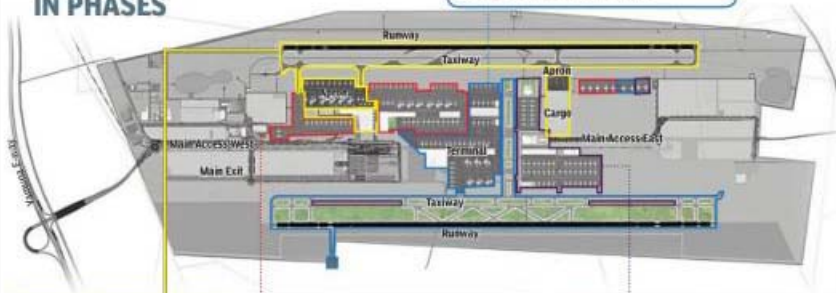 IN PHASES
Runway
Taxiway
Apron
Cargo
Main Access East
Main Access West
Terminal
Main Exit
Taxiway
Runway